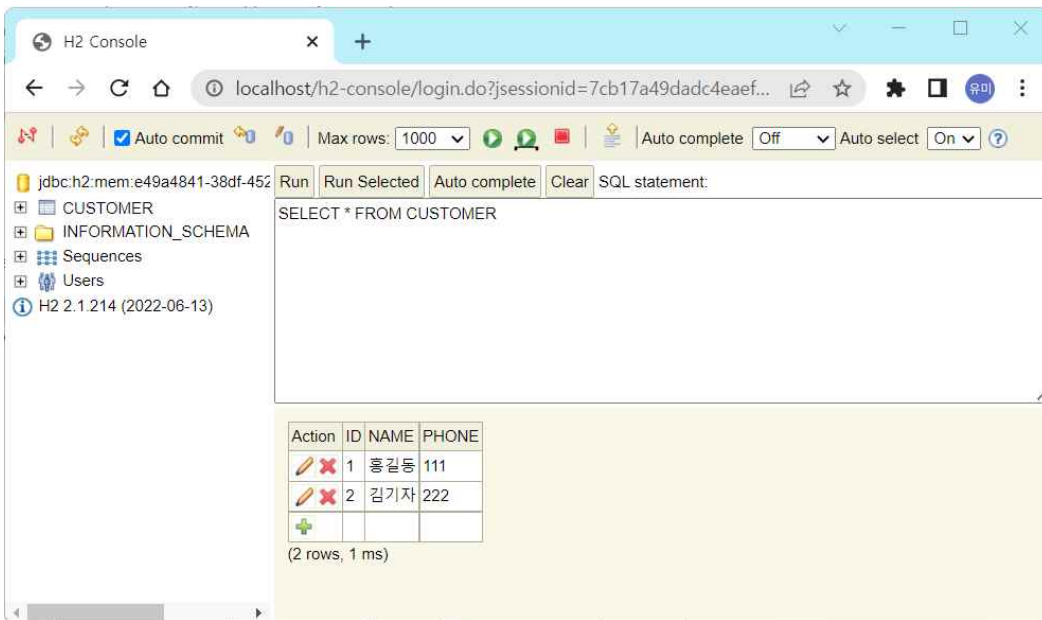 H2 Console
localhost/h2-console/login.do?jsessionid=7cb17a49dadc4eaef...
유미
Auto commit
Max rows: 1000
Auto complete Off
Auto select On
jdbc:h2:mem:e49a4841-38df-452
Run Run Selected Auto complete Clear SQL statement:
CUSTOMER
INFORMATION_SCHEMA
Sequences
Users
H2 2.1.214 (2022-06-13)
SELECT * FROM CUSTOMER
Action ID NAME PHONE
1 홍길동 111
2 김기자 222
(2 rows, 1 ms)